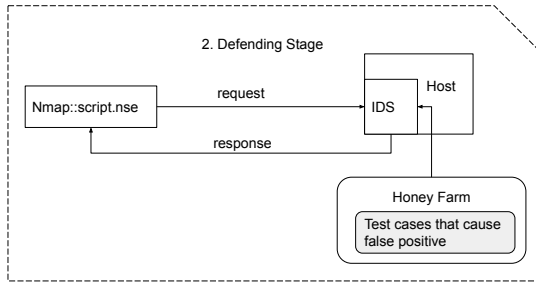 2. Defending Stage
Host
request
Nmap::script.nse
IDS
response
Honey Farm
Test cases that cause
false positive